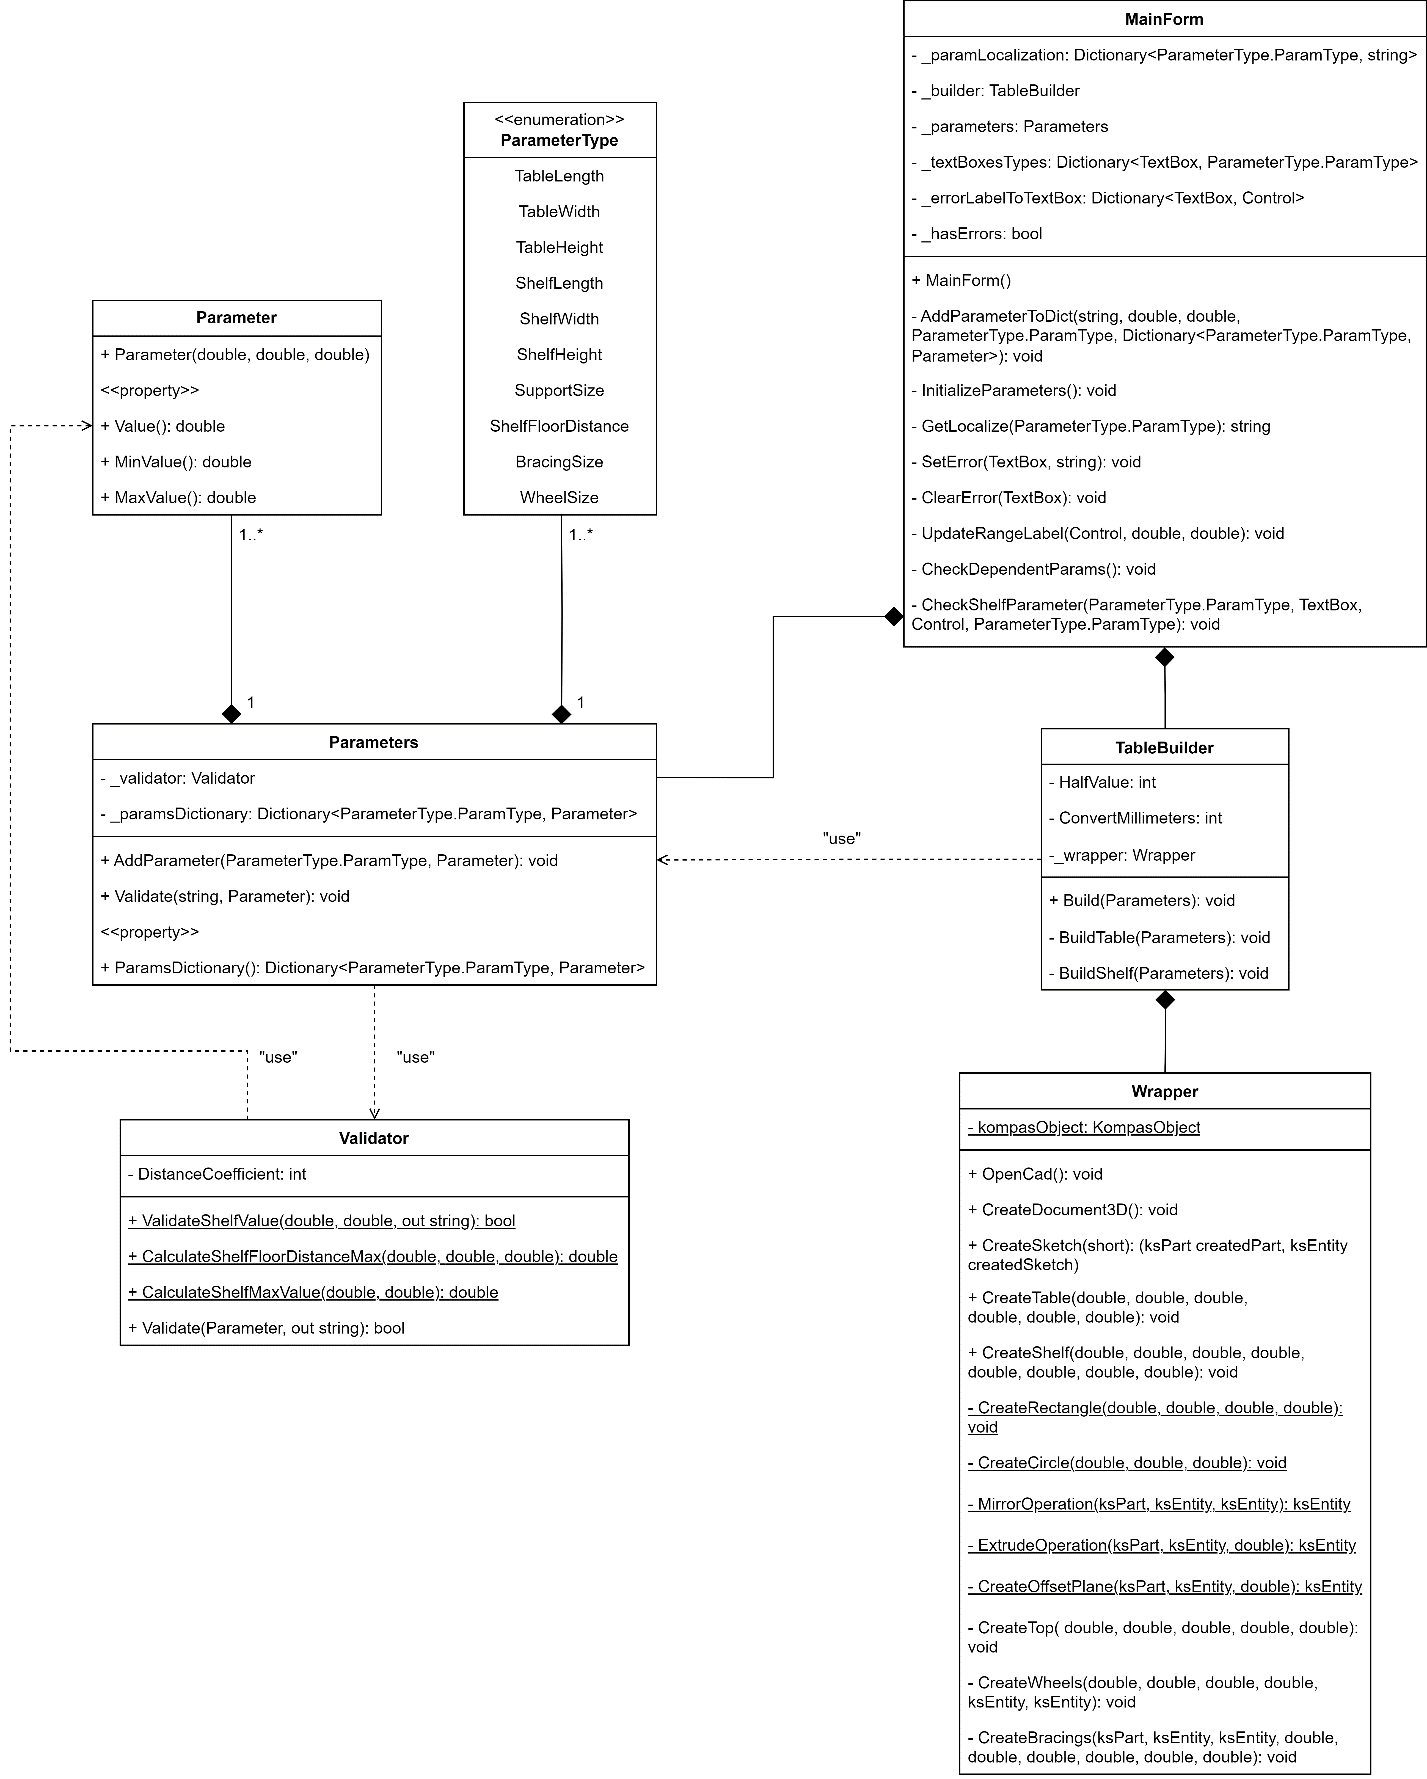 MainForm
- _paramLocalization: Dictionary<ParameterType.ParamType, string>
- _builder: TableBuilder
- _parameters: Parameters
- _textBoxesTypes: Dictionary<TextBox, ParameterType.ParamType>
- _errorLabelToTextBox: Dictionary<TextBox, Control>
- _hasErrors: bool
+ MainForm()
- AddParameterToDict(string, double, double,
ParameterType.ParamType, Dictionary<ParameterType.ParamType,
Parameter>): void
- InitializeParameters(): void
- GetLocalize(ParameterType.ParamType): string
- SetError(TextBox, string): void
- ClearError(TextBox): void
- UpdateRangeLabel(Control, double, double): void
- CheckDependentParams(): void
- CheckShelfParameter(ParameterType.ParamType, TextBox,
Control, ParameterType.ParamType): void
<<enumeration>>
ParameterType
TableLength
TableWidth
TableHeight
ShelfLength
ShelfWidth
ShelfHeight
SupportSize
ShelfFloorDistance
BracingSize
WheelSize
Parameter
+ Parameter(double, double, double)
<<property>>
+ Value(): double
+ MinValue(): double
+ MaxValue(): double
1..*
1..*
1
1
Parameters
- _validator: Validator
- _paramsDictionary: Dictionary<ParameterType.ParamType, Parameter>
+ AddParameter(ParameterType.ParamType, Parameter): void
+ Validate(string, Parameter): void
<<property>>
+ ParamsDictionary(): Dictionary<ParameterType.ParamType, Parameter>
"use"
TableBuilder
- HalfValue: int
- ConvertMillimeters: int
-_wrapper: Wrapper
+ Build(Parameters): void
- BuildTable(Parameters): void
- BuildShelf(Parameters): void
"use"
"use"
Validator
- DistanceCoefficient: int
+ ValidateShelfValue(double, double, out string): bool
+ CalculateShelfFloorDistanceMax(double, double, double): double
+ CalculateShelfMaxValue(double, double): double
+ Validate(Parameter, out string): bool
Wrapper
- kompasObject: KompasObject
+ OpenCad(): void
+ CreateDocument3D(): void
+ CreateSketch(short): (ksPart createdPart, ksEntity
createdSketch)
+ CreateTable(double, double, double,
double, double, double): void
+ CreateShelf(double, double, double, double,
double, double, double, double): void
- CreateRectangle(double, double, double, double):
void
- CreateCircle(double, double, double): void
- MirrorOperation(ksPart, ksEntity, ksEntity): ksEntity
- ExtrudeOperation(ksPart, ksEntity, double): ksEntity
- CreateOffsetPlane(ksPart, ksEntity, double): ksEntity
- CreateTop( double, double, double, double, double):
void
- CreateWheels(double, double, double, double,
ksEntity, ksEntity): void
- CreateBracings(ksPart, ksEntity, ksEntity, double,
double, double, double, double, double): void